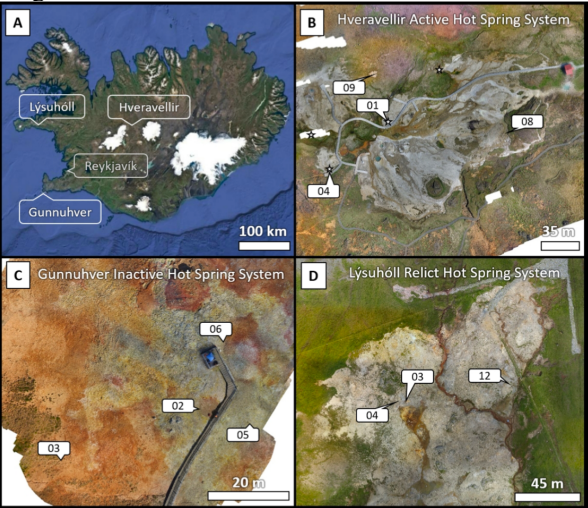 A
Lýsuhóll
Hveravellir
Reykjavík
Gunnuhver
100 km
B
Hveravellir Active Hot Spring System
09
01
08
04
35 m
C
Gunnuhver Inactive Hot Spring System
06
02
03
05
20 m
D
Lýsuhóll Relict Hot Spring System
03
12
04
45 m